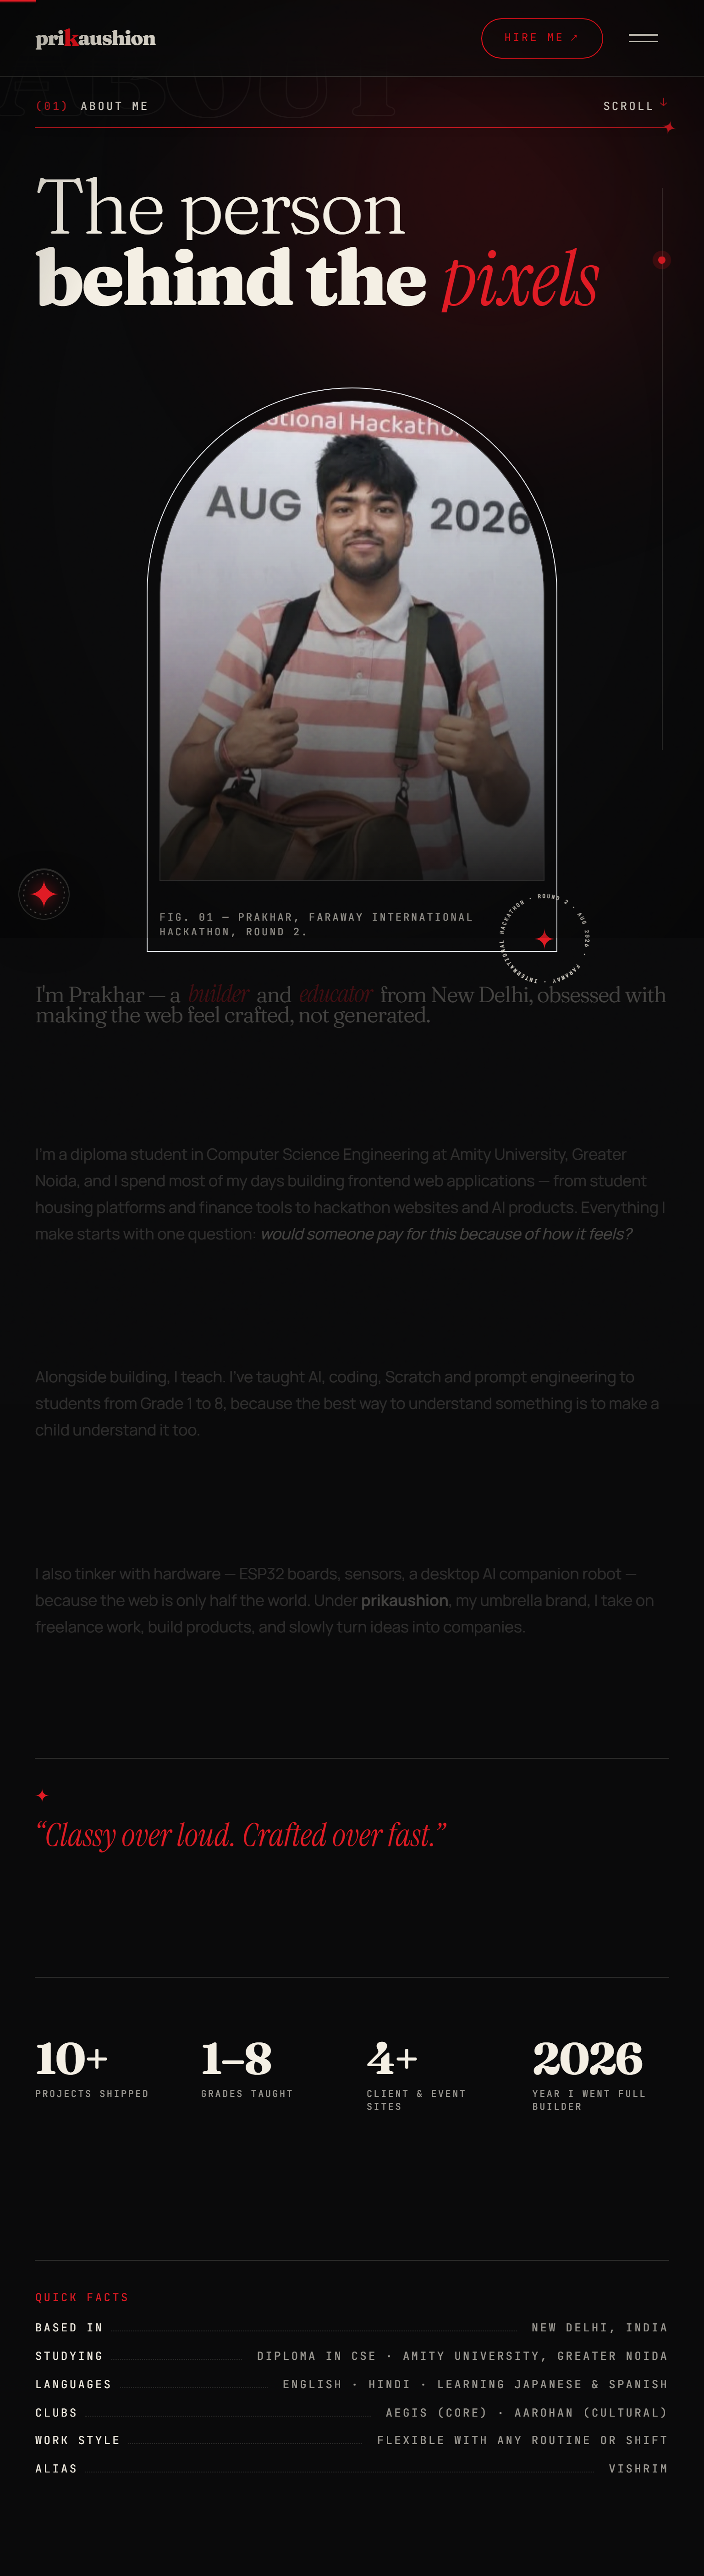 prikaushion
HIRE ME ↗
ABOUT
(01) ABOUT ME
SCROLL ↓
The person
behind the pixels
ational Hackathon
AUG 2026
FIG. 01 — PRAKHAR, FARAWAY INTERNATIONAL
HACKATHON, ROUND 2.
FARAWAY · INTERNATIONAL HACKATHON · ROUND 2 · AUG 2026 ·
I'm Prakhar — a builder and educator from New Delhi, obsessed with
making the web feel crafted, not generated.
I'm a diploma student in Computer Science Engineering at Amity University, Greater
Noida, and I spend most of my days building frontend web applications — from student
housing platforms and finance tools to hackathon websites and AI products. Everything I
make starts with one question: would someone pay for this because of how it feels?
Alongside building, I teach. I've taught AI, coding, Scratch and prompt engineering to
students from Grade 1 to 8, because the best way to understand something is to make a
child understand it too.
I also tinker with hardware — ESP32 boards, sensors, a desktop AI companion robot —
because the web is only half the world. Under prikaushion, my umbrella brand, I take on
freelance work, build products, and slowly turn ideas into companies.
“Classy over loud. Crafted over fast.”
10+
PROJECTS SHIPPED
1–8
GRADES TAUGHT
4+
CLIENT & EVENT
SITES
2026
YEAR I WENT FULL
BUILDER
QUICK FACTS
BASED IN NEW DELHI, INDIA
STUDYING DIPLOMA IN CSE · AMITY UNIVERSITY, GREATER NOIDA
LANGUAGES ENGLISH · HINDI · LEARNING JAPANESE & SPANISH
CLUBS AEGIS (CORE) · AAROHAN (CULTURAL)
WORK STYLE FLEXIBLE WITH ANY ROUTINE OR SHIFT
ALIAS VISHRIM